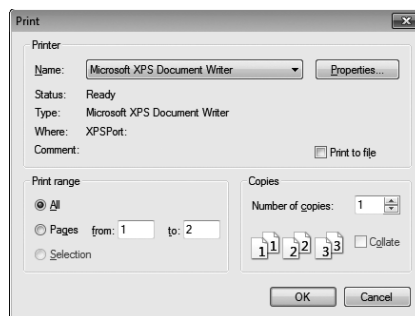 Print
Printer
Name: Microsoft XPS Document Writer Properties...
Status: Ready
Type: Microsoft XPS Document Writer
Where: XPSPort:
Comment: Print to file
Print range
All
Pages from: 1 to: 2
Selection
Copies
Number of copies: 1
1 1 2 2 3 3 Collate
OK Cancel